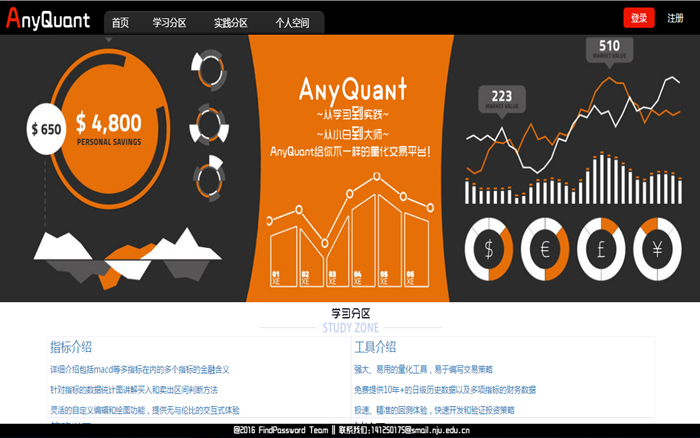 AnyQuant
首页 学习分区 实践分区 个人空间 登录 注册
510
MARKET VALUE
223
MARKET VALUE
$ 650
$ 4,800
PERSONAL SAVINGS
AnyQuant
~从学习到实践~
~从小白到大师~
AnyQuant给你不一样的量化交易平台!
01 02 03 04 05 06
XE XE XE XE XE XE
$ € £ ¥
学习分区
STUDY ZONE
指标介绍
详细介绍包括macd等多指标在内的多个指标的金融含义
针对指标的数据统计面讲解买入和卖出区间判断方法
灵活的自定义编辑和绘图功能，提供无与伦比的交互式体验
工具介绍
强大、易用的量化工具，易于编写交易策略
免费提供10年+的日级历史数据以及多项指标的财务数据
极速、精准的回测体验，快速开发和验证投资策略
@2016 FindPassword Team || 联系我们:141250175@smail.nju.edu.cn